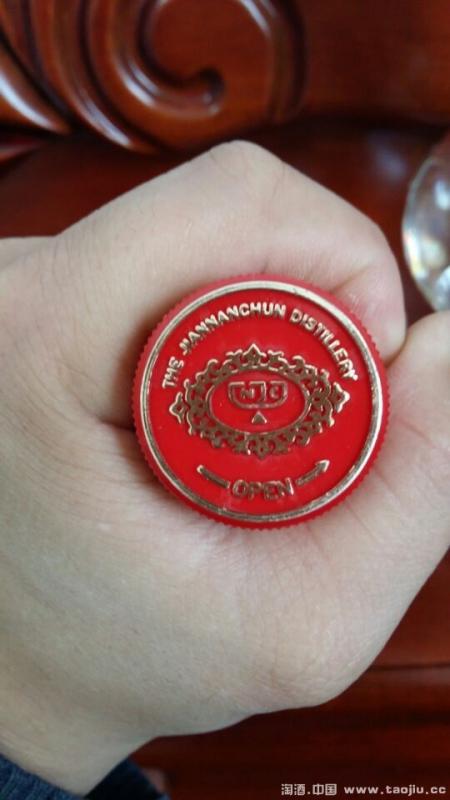 THE JIANNANCHUN DISTILLERY
OPEN
淘酒.中国 www.taojiu.cc